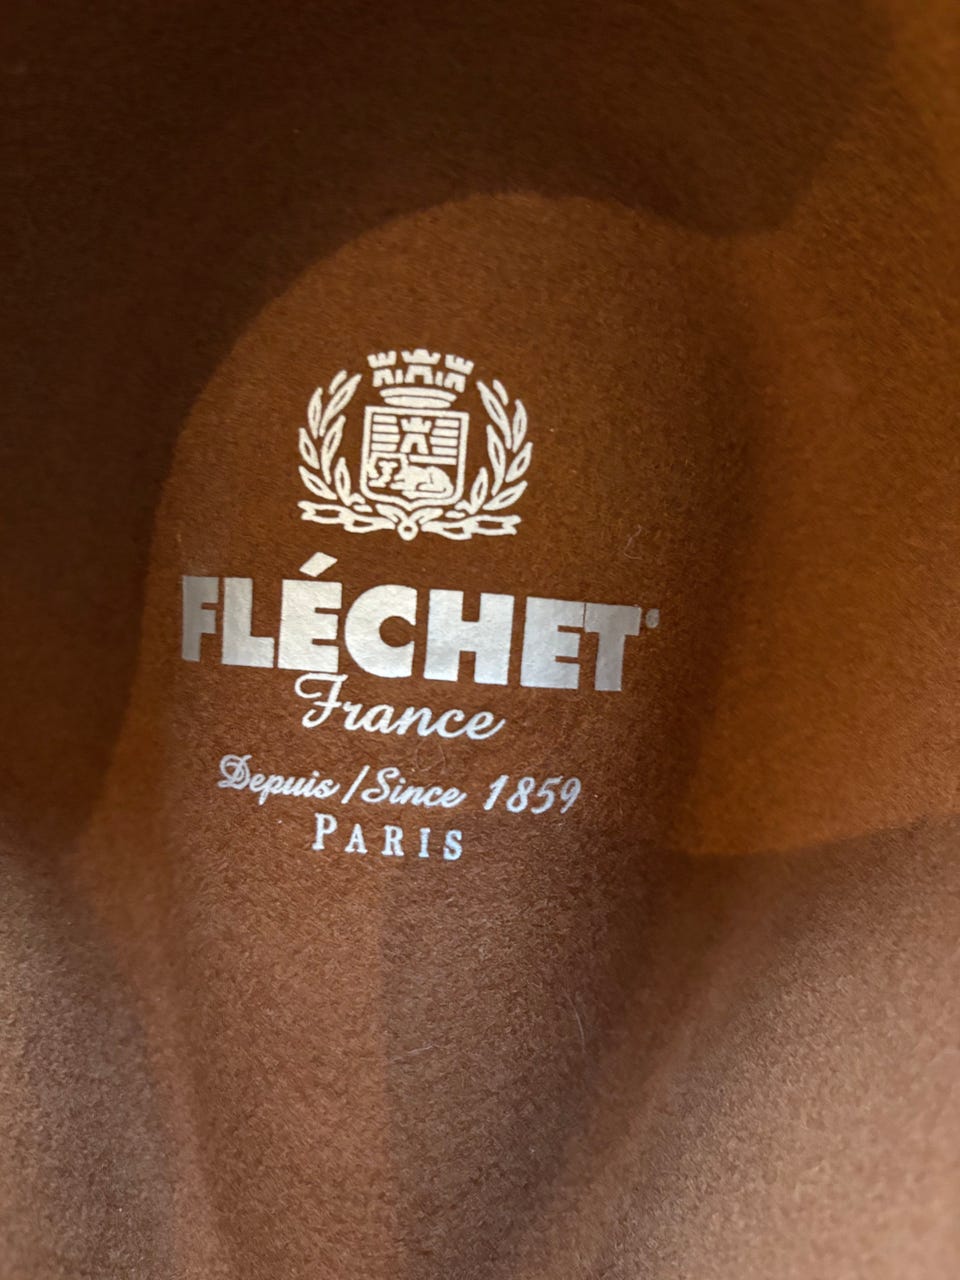 FLÉCHET
France
Depuis / Since 1859
PARIS